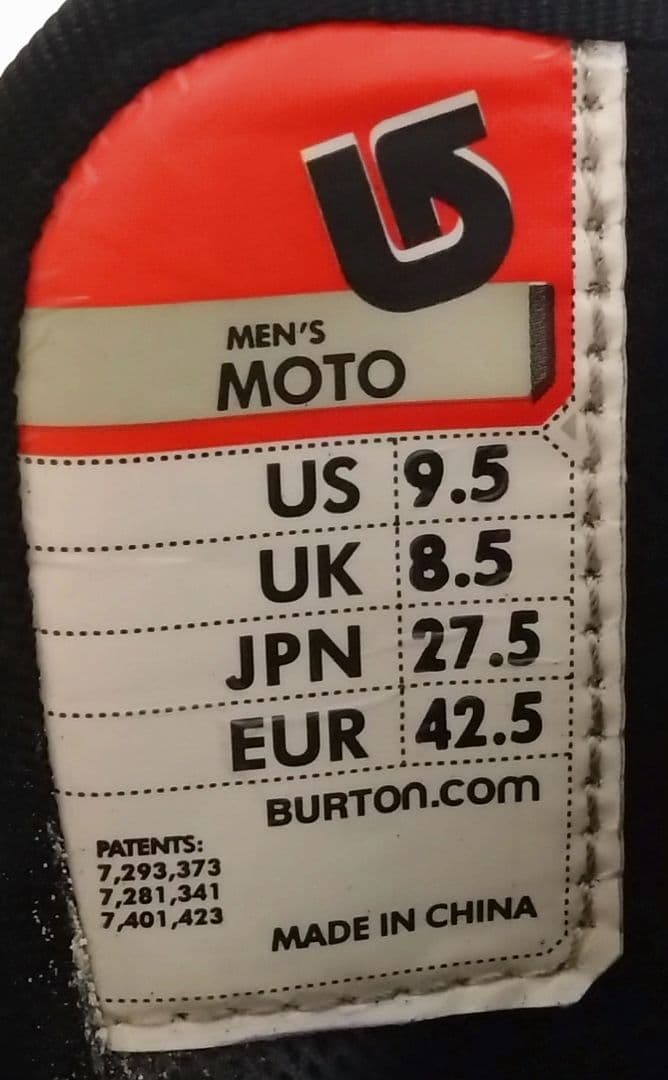 MEN'S
MOTO
US 9.5
UK 8.5
JPN 27.5
EUR 42.5
BURTON.COM
PATENTS:
7,293,373
7,281,341
7,401,423
MADE IN CHINA